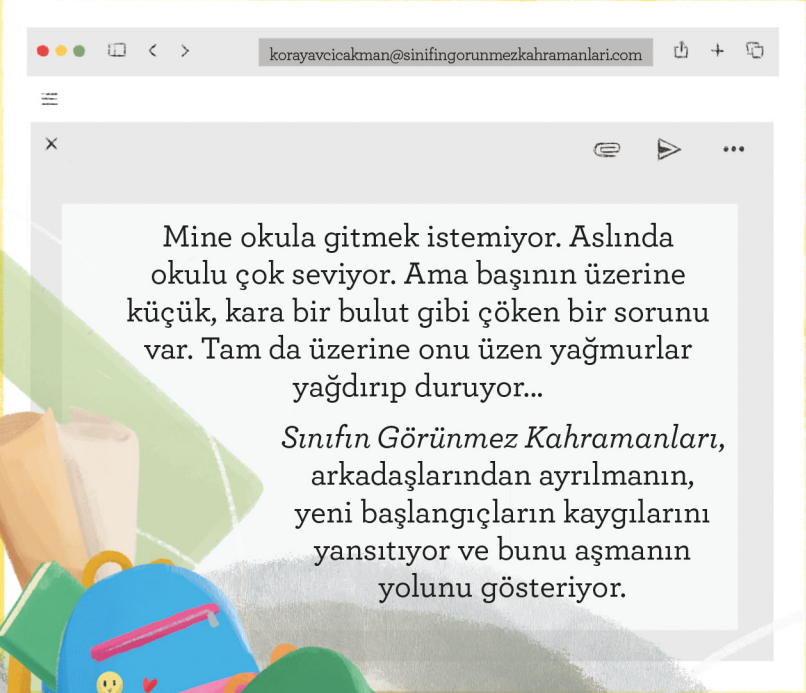 korayavcicakman@sinifingorunmezkahramanlari.com
Mine okula gitmek istemiyor. Aslında
okulu çok seviyor. Ama başının üzerine
küçük, kara bir bulut gibi çöken bir sorunu
var. Tam da üzerine onu üzen yağmurlar
yağdırıp duruyor...
Sınıfın Görünmez Kahramanları,
arkadaşlarından ayrılmanın,
yeni başlangıçların kaygılarını
yansıtıyor ve bunu aşmanın
yolunu gösteriyor.